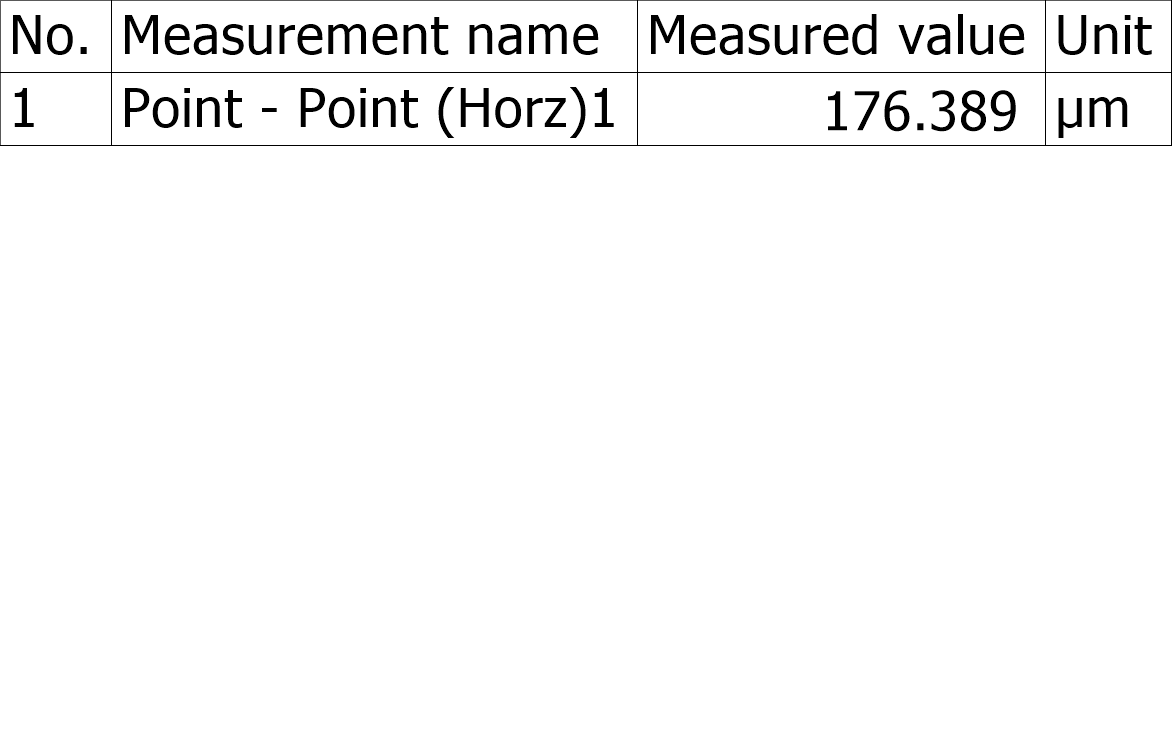 No. Measurement name Measured value Unit
1 Point - Point (Horz)1 176.389 µm